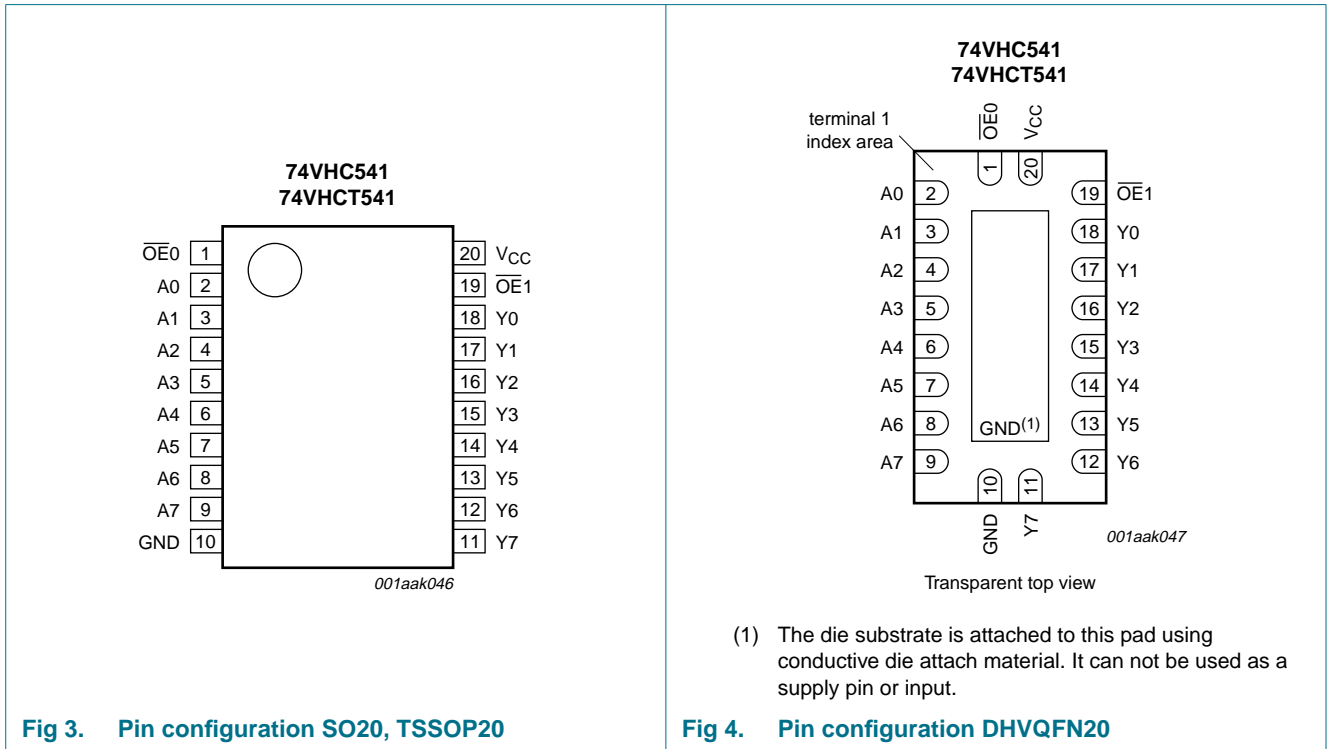 74VHC541
74VHCT541
O̅E̅0 1
A0 2
A1 3
A2 4
A3 5
A4 6
A5 7
A6 8
A7 9
GND 10
20 VCC
19 O̅E̅1
18 Y0
17 Y1
16 Y2
15 Y3
14 Y4
13 Y5
12 Y6
11 Y7
001aak046
Fig 3. Pin configuration SO20, TSSOP20
74VHC541
74VHCT541
terminal 1
index area
O̅E̅0
VCC
1
20
A0 2
A1 3
A2 4
A3 5
A4 6
A5 7
A6 8
A7 9
19 O̅E̅1
18 Y0
17 Y1
16 Y2
15 Y3
14 Y4
13 Y5
12 Y6
GND(1)
10
11
GND
Y7
001aak047
Transparent top view
(1) The die substrate is attached to this pad using
conductive die attach material. It can not be used as a
supply pin or input.
Fig 4. Pin configuration DHVQFN20